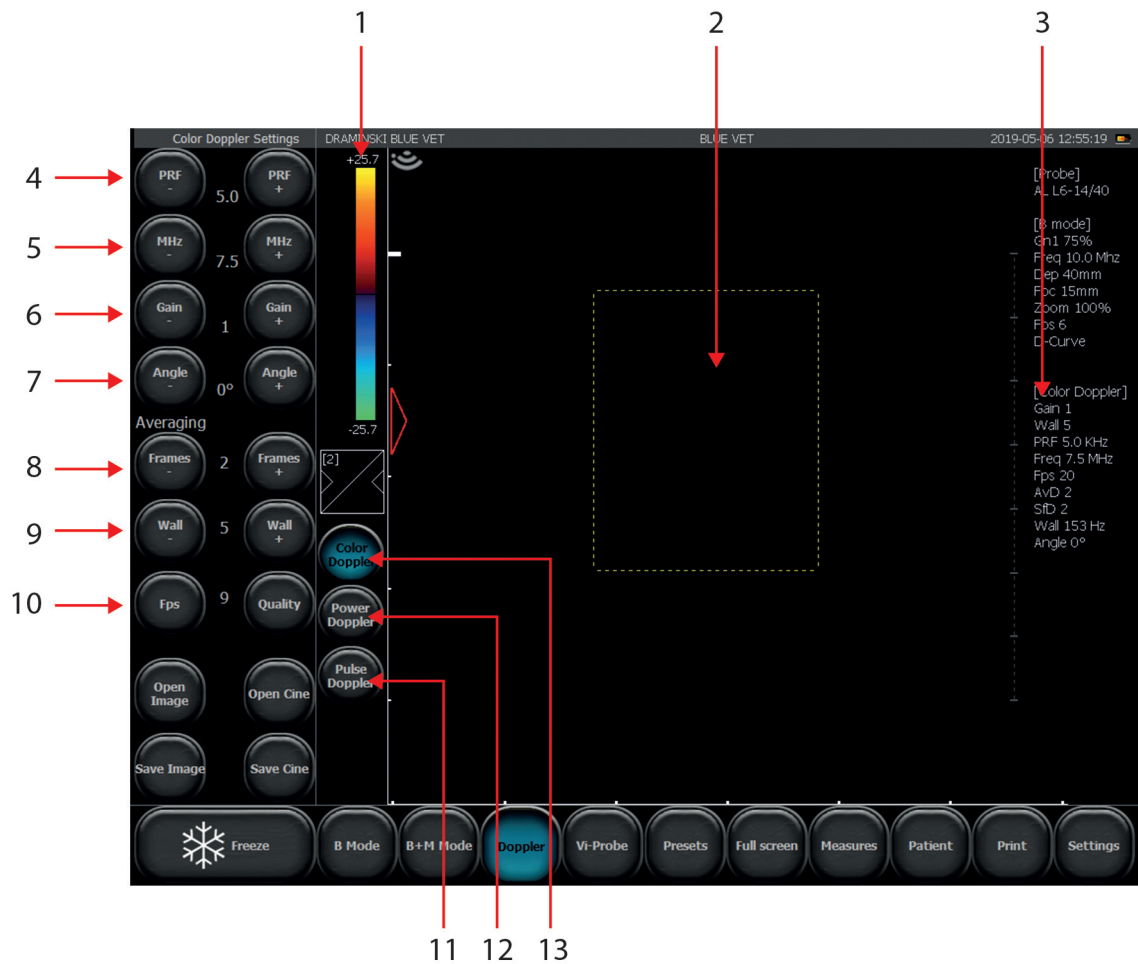 1 2 3
Color Doppler Settings DRAMINSKI BLUE VET BLUE VET 2019-05-06 12:55:19
4
PRF
-
5.0
PRF
+
5
MHz
-
7.5
MHz
+
6
Gain
-
1
Gain
+
7
Angle
-
0°
Angle
+
Averaging
8
Frames
-
2
Frames
+
9
Wall
-
5
Wall
+
10
Fps
9
Quality
Open
Image
Open Cine
Save Image
Save Cine
+25.7
-25.7
[2]
Color
Doppler
Power
Doppler
Pulse
Doppler
[Probe]
AL L6-14/40
[B mode]
Gn1 75%
Freq 10.0 Mhz
Dep 40mm
Foc 15mm
Zoom 100%
Fps 6
D-Curve
[Color Doppler]
Gain 1
Wall 5
PRF 5.0 KHz
Freq 7.5 MHz
Fps 20
AvD 2
SfD 2
Wall 153 Hz
Angle 0°
Freeze
B Mode
B+M Mode
Doppler
Vi-Probe
Presets
Full screen
Measures
Patient
Print
Settings
11 12 13